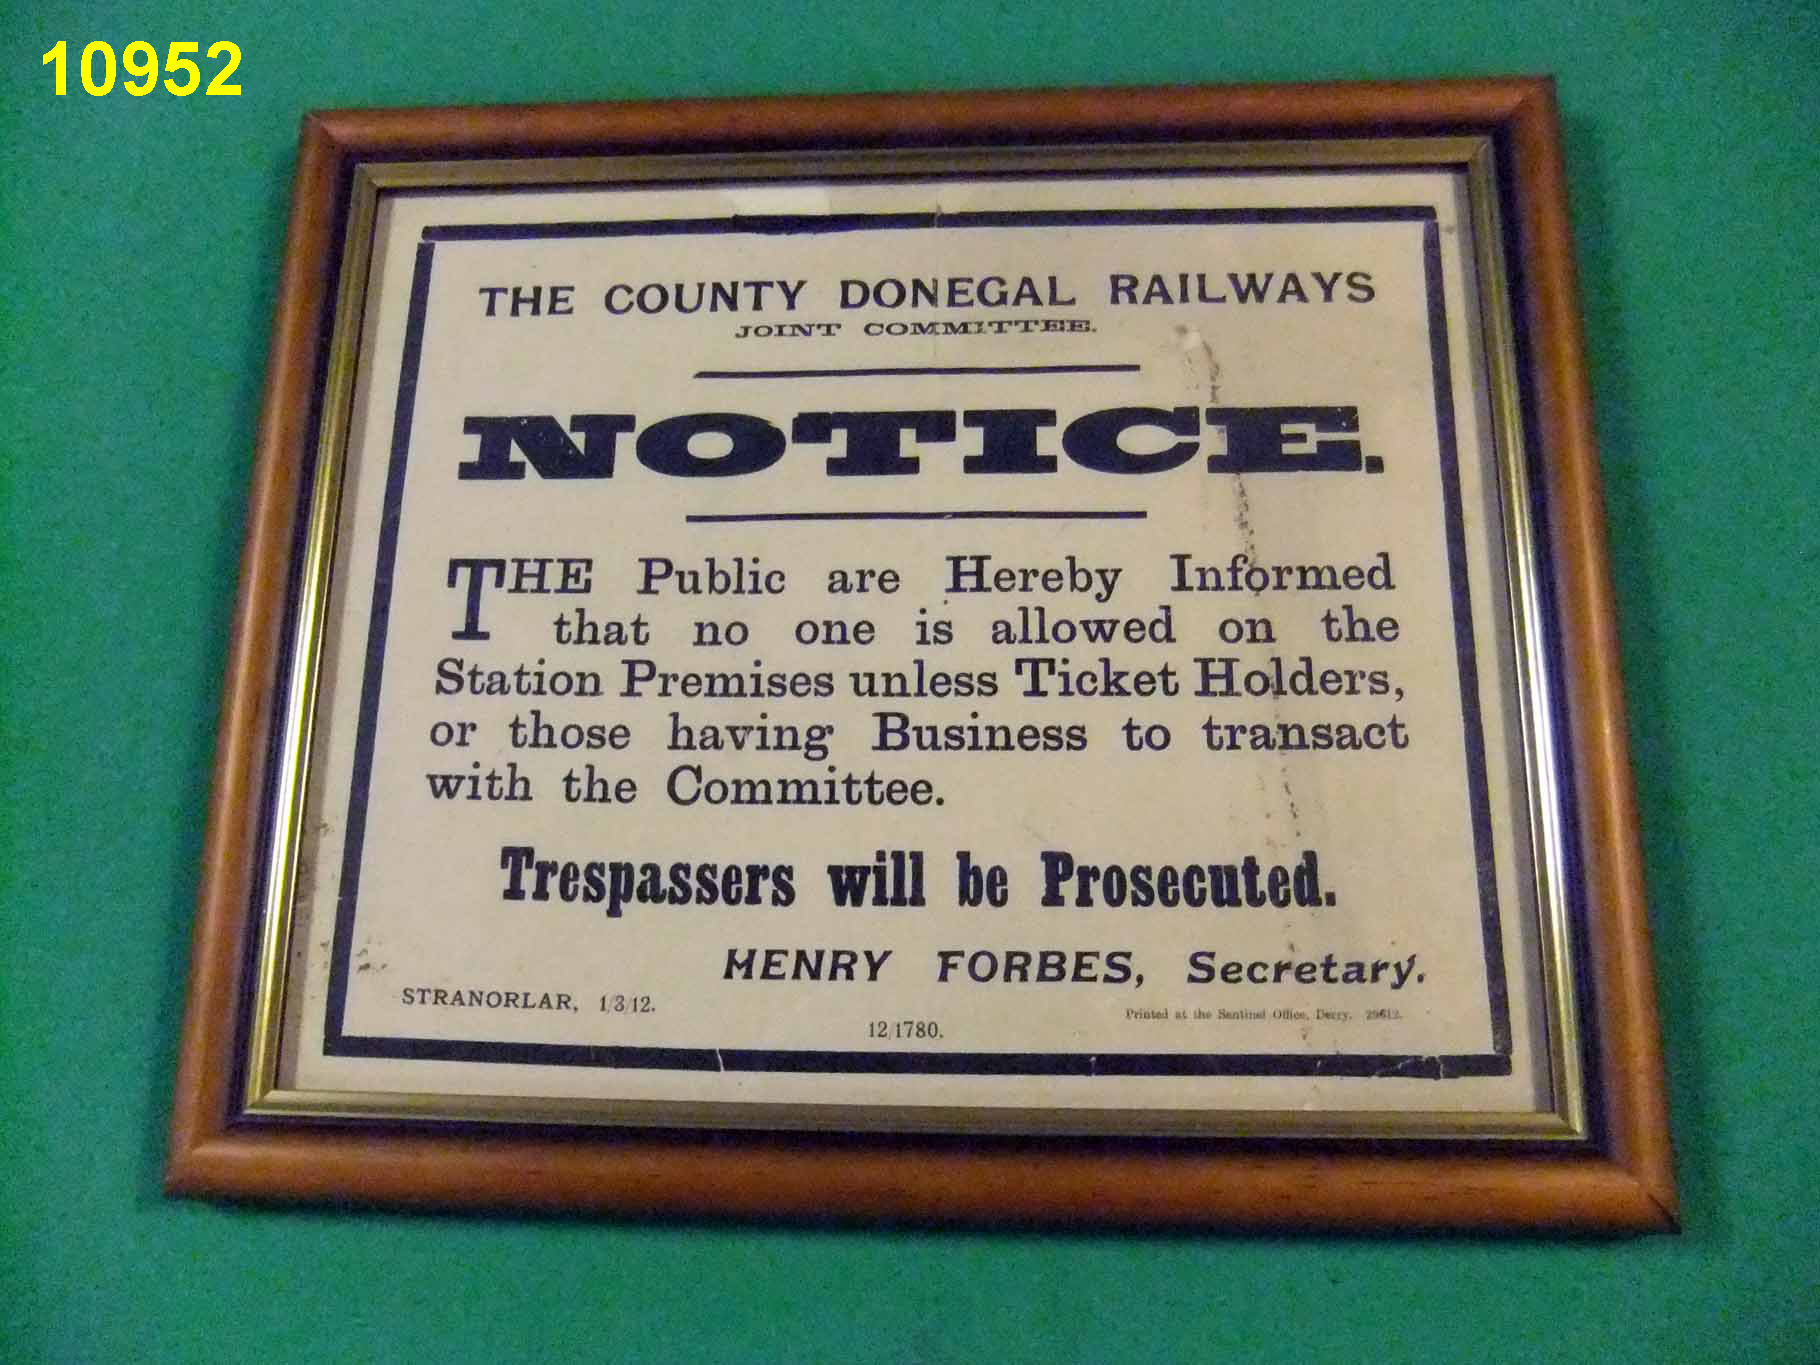 10952
THE COUNTY DONEGAL RAILWAYS
JOINT COMMITTEE.
NOTICE.
THE Public are Hereby Informed
that no one is allowed on the
Station Premises unless Ticket Holders,
or those having Business to transact
with the Committee.
Trespassers will be Prosecuted.
HENRY FORBES, Secretary.
STRANORLAR, 1/3/12.
12/1780.
Printed at the Sentinel Office, Derry. 29612.